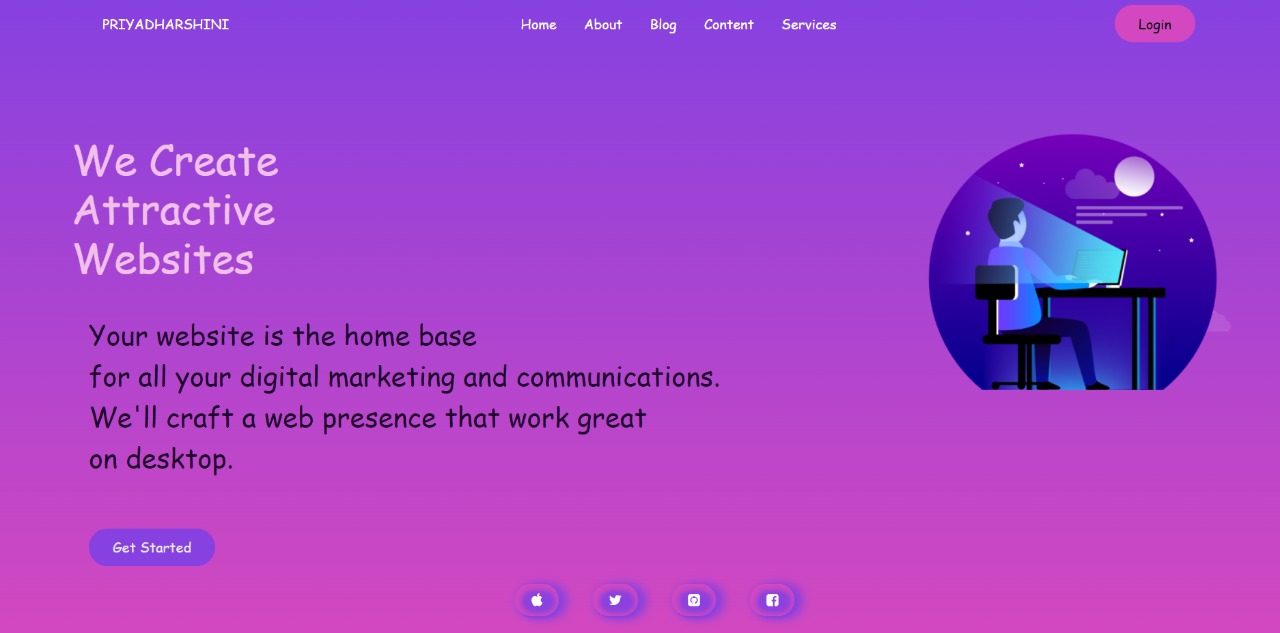 PRIYADHARSHINI
Home About Blog Content Services
Login
We Create
Attractive
Websites
Your website is the home base
for all your digital marketing and communications.
We'll craft a web presence that work great
on desktop.
Get Started